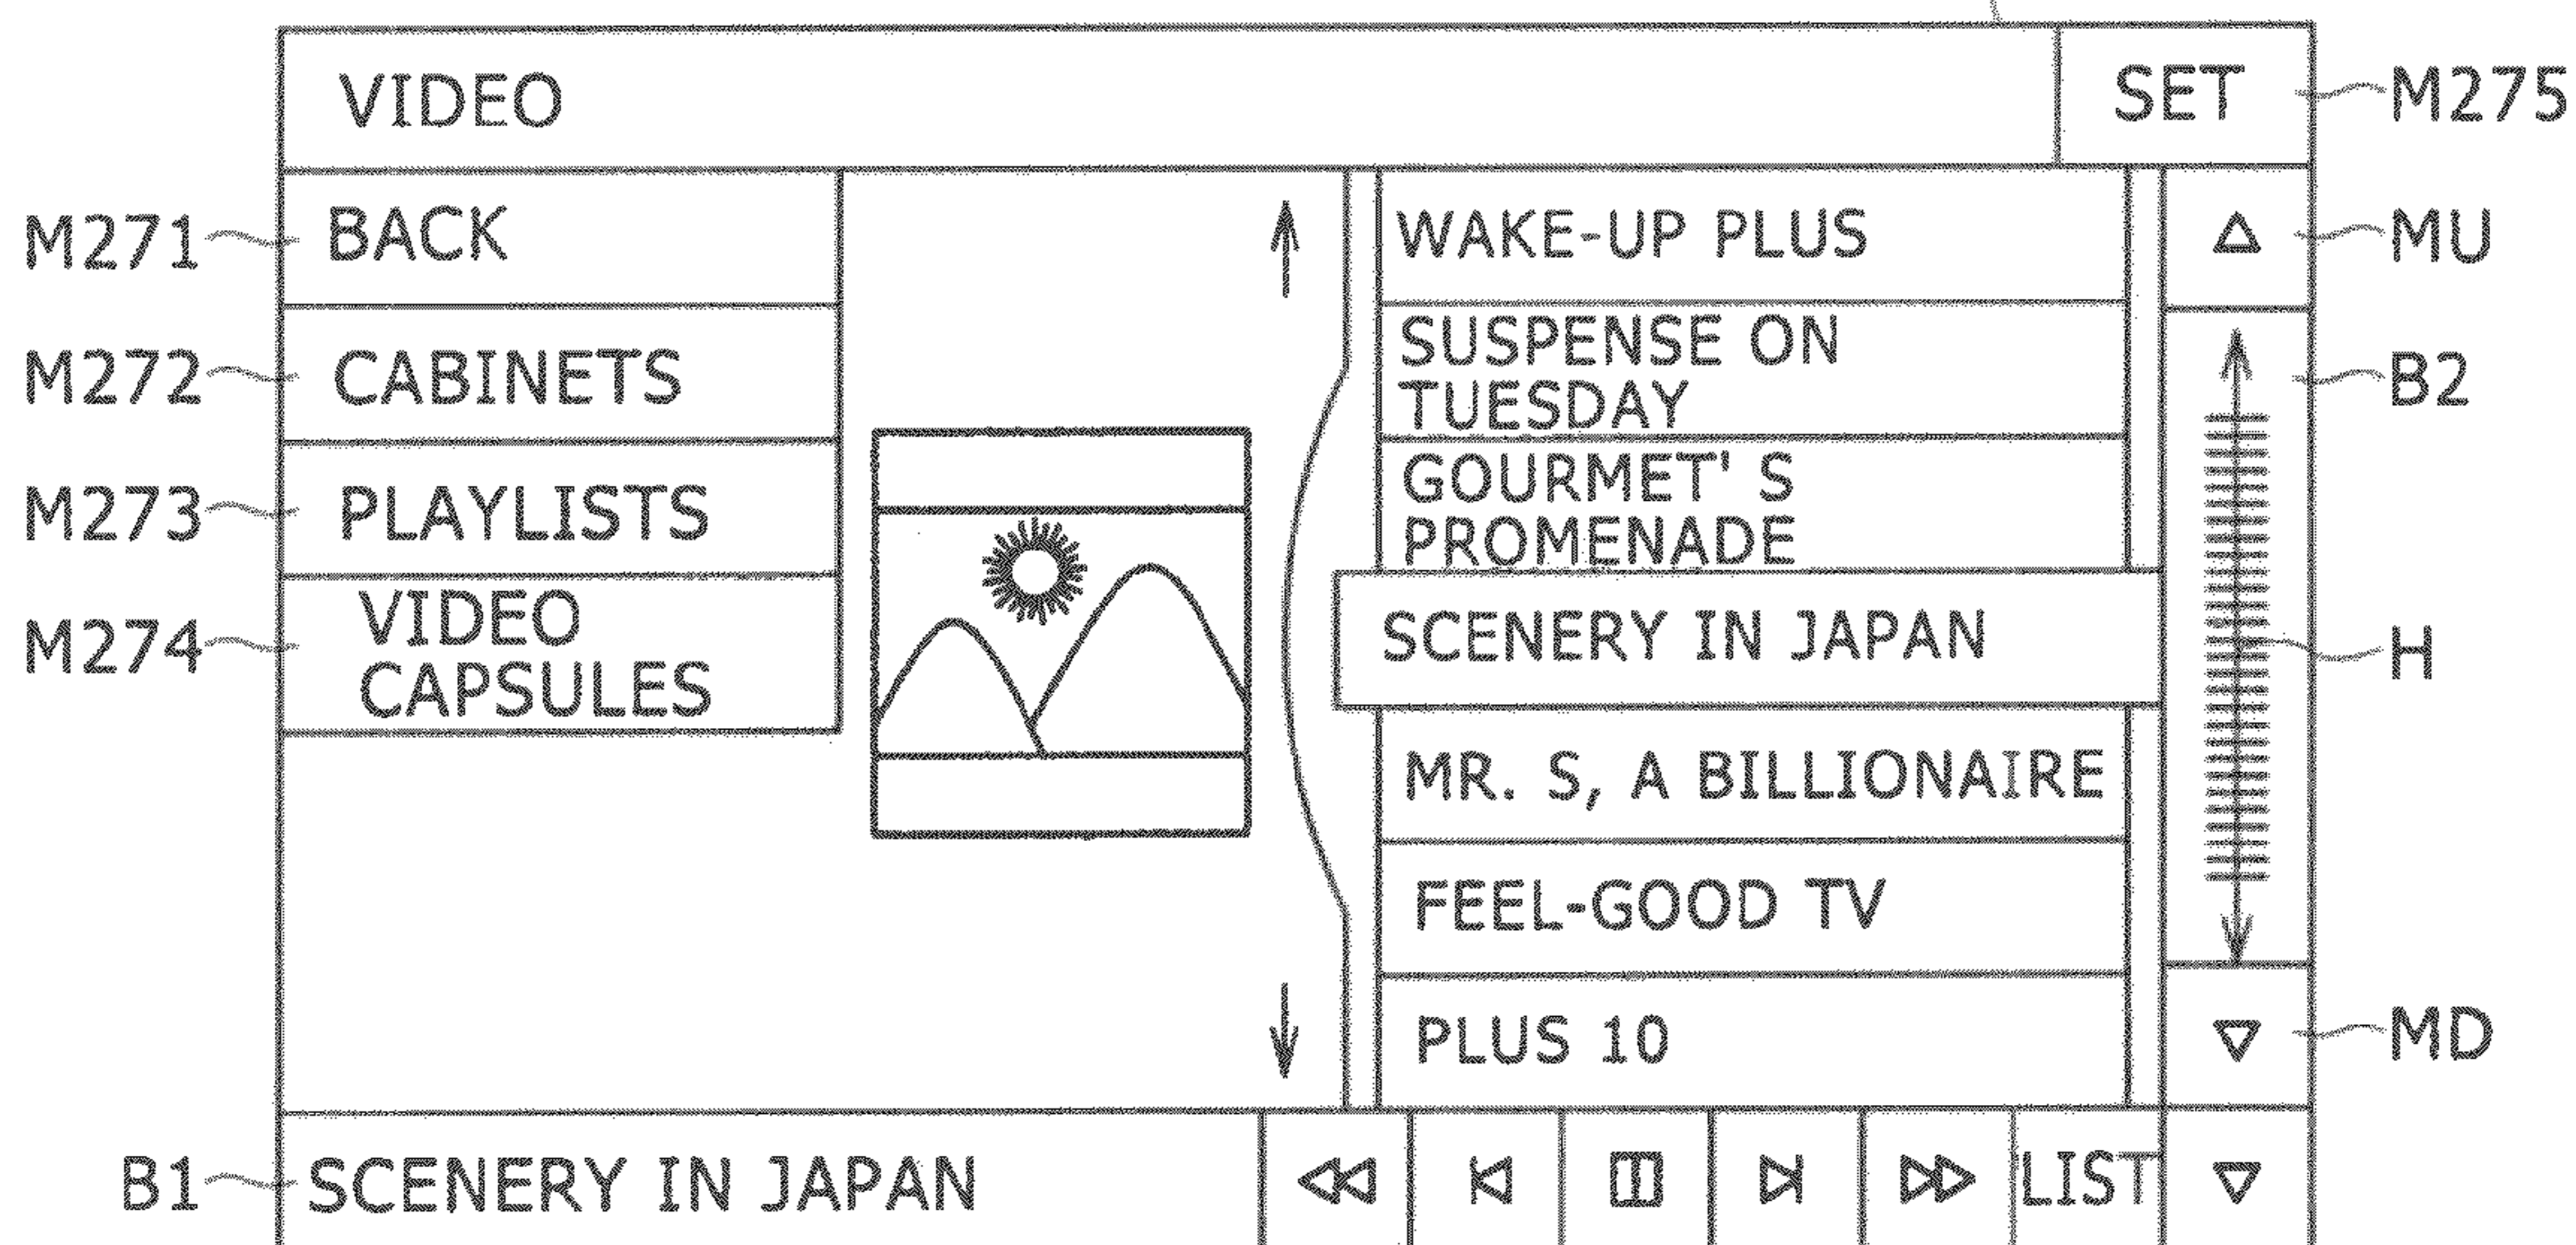 VIDEO
SET
M275
M271
BACK
WAKE-UP PLUS
MU
M272
CABINETS
SUSPENSE ON
TUESDAY
B2
M273
PLAYLISTS
GOURMET' S
PROMENADE
M274
VIDEO
CAPSULES
SCENERY IN JAPAN
H
MR. S, A BILLIONAIRE
FEEL-GOOD TV
PLUS 10
MD
B1
SCENERY IN JAPAN
LIST